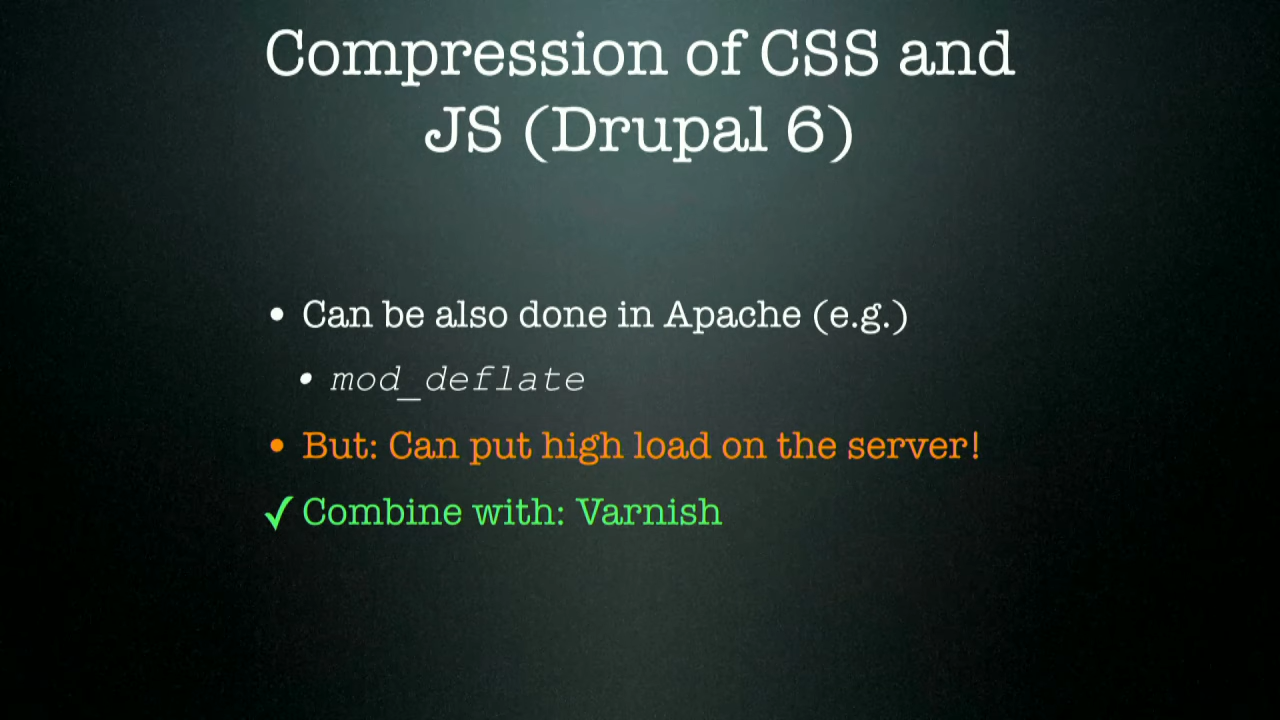 Compression of CSS and
JS (Drupal 6)
• Can be also done in Apache (e.g.)
• mod_deflate
• But: Can put high load on the server!
✓ Combine with: Varnish